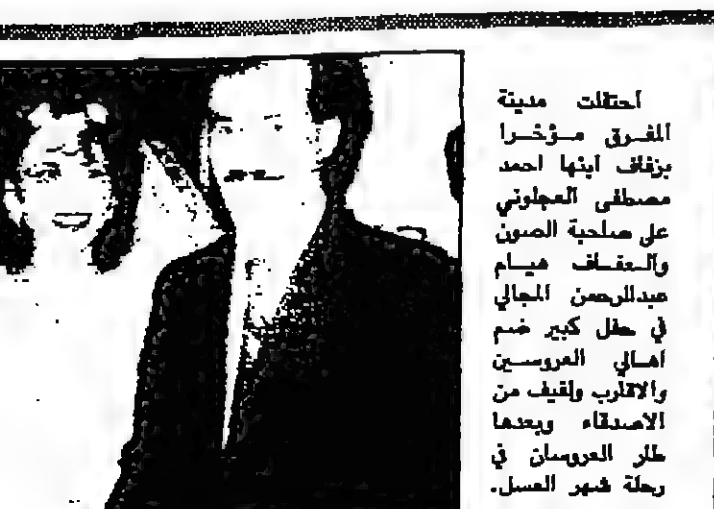 احتفلت مدينة
المفرق مؤخرا
بزفاف ابنها احمد
مصطفى العجلوني
على صاحبة الصون
والعفاف هيام
عبدالرحمن المجالي
في حفل كبير ضم
اهالي العروسين
والاقارب ولفيف من
الاصدقاء وبعدها
طار العروسان في
رحلة شهر العسل.